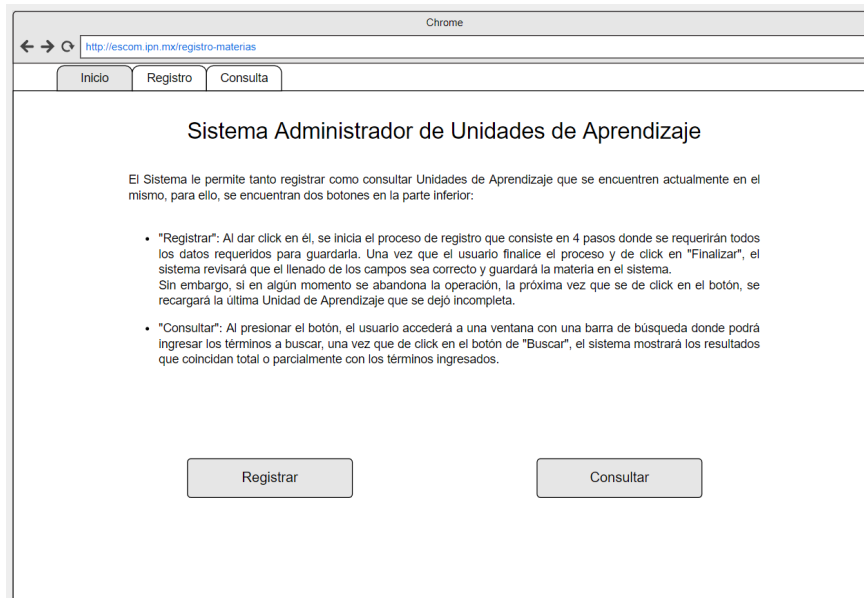 Chrome
http://escom.ipn.mx/registro-materias
Inicio Registro Consulta
Sistema Administrador de Unidades de Aprendizaje
El Sistema le permite tanto registrar como consultar Unidades de Aprendizaje que se encuentren actualmente en el
mismo, para ello, se encuentran dos botones en la parte inferior:
• "Registrar": Al dar click en él, se inicia el proceso de registro que consiste en 4 pasos donde se requerirán todos
los datos requeridos para guardarla. Una vez que el usuario finalice el proceso y de click en "Finalizar", el
sistema revisará que el llenado de los campos sea correcto y guardará la materia en el sistema.
Sin embargo, si en algún momento se abandona la operación, la próxima vez que se de click en el botón, se
recargará la última Unidad de Aprendizaje que se dejó incompleta.
• "Consultar": Al presionar el botón, el usuario accederá a una ventana con una barra de búsqueda donde podrá
ingresar los términos a buscar, una vez que de click en el botón de "Buscar", el sistema mostrará los resultados
que coincidan total o parcialmente con los términos ingresados.
Registrar Consultar